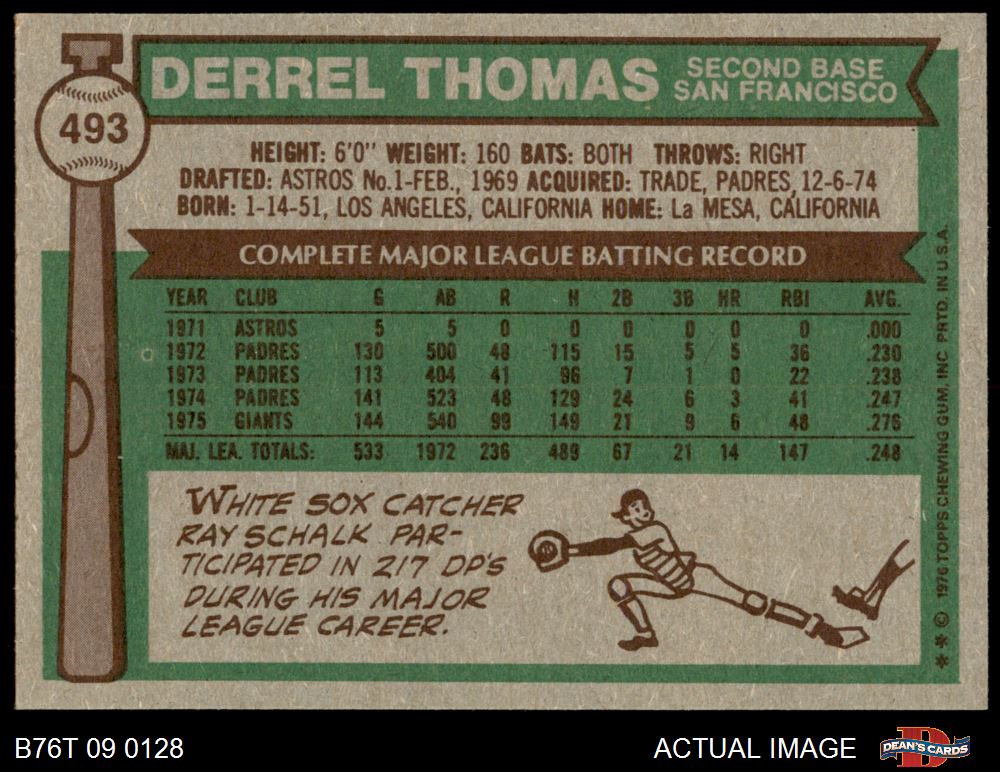 493
DERREL THOMAS
SECOND BASE
SAN FRANCISCO
HEIGHT: 6'0" WEIGHT: 160 BATS: BOTH THROWS: RIGHT
DRAFTED: ASTROS No.1-FEB., 1969 ACQUIRED: TRADE, PADRES, 12-6-74
BORN: 1-14-51, LOS ANGELES, CALIFORNIA HOME: La MESA, CALIFORNIA
COMPLETE MAJOR LEAGUE BATTING RECORD
YEAR CLUB G AB R H 2B 3B HR RBI AVG.
1971 ASTROS 5 5 0 0 0 0 0 0 .000
1972 PADRES 130 500 48 115 15 5 5 36 .230
1973 PADRES 113 404 41 96 7 1 0 22 .238
1974 PADRES 141 523 48 129 24 6 3 41 .247
1975 GIANTS 144 540 99 149 21 9 6 48 .276
MAJ. LEA. TOTALS: 533 1972 236 489 67 21 14 147 .248
WHITE SOX CATCHER
RAY SCHALK PAR-
TICIPATED IN 217 DP'S
DURING HIS MAJOR
LEAGUE CAREER.
* * © 1976 TOPPS CHEWING GUM, INC PRTD. IN U.S.A.
B76T 09 0128
ACTUAL IMAGE
D
DEAN'S CARDS